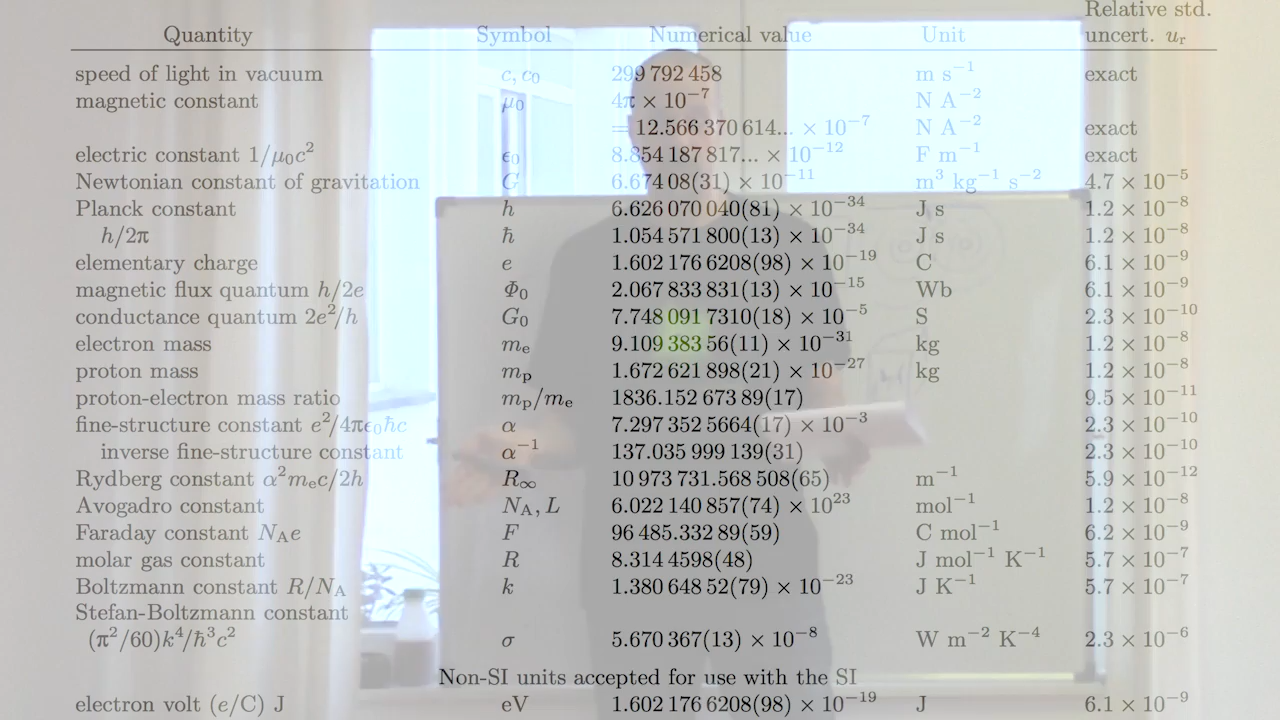 Relative std.
Quantity Symbol Numerical value Unit uncert. uᵣ
speed of light in vacuum c, c₀ 299 792 458 m s⁻¹ exact
magnetic constant μ₀ 4π × 10⁻⁷ N A⁻²
= 12.566 370 614... × 10⁻⁷ N A⁻² exact
electric constant 1/μ₀c² ϵ₀ 8.854 187 817... × 10⁻¹² F m⁻¹ exact
Newtonian constant of gravitation G 6.674 08(31) × 10⁻¹¹ m³ kg⁻¹ s⁻² 4.7 × 10⁻⁵
Planck constant h 6.626 070 040(81) × 10⁻³⁴ J s 1.2 × 10⁻⁸
h/2π ħ 1.054 571 800(13) × 10⁻³⁴ J s 1.2 × 10⁻⁸
elementary charge e 1.602 176 6208(98) × 10⁻¹⁹ C 6.1 × 10⁻⁹
magnetic flux quantum h/2e Φ₀ 2.067 833 831(13) × 10⁻¹⁵ Wb 6.1 × 10⁻⁹
conductance quantum 2e²/h G₀ 7.748 091 7310(18) × 10⁻⁵ S 2.3 × 10⁻¹⁰
electron mass mₑ 9.109 383 56(11) × 10⁻³¹ kg 1.2 × 10⁻⁸
proton mass mₚ 1.672 621 898(21) × 10⁻²⁷ kg 1.2 × 10⁻⁸
proton-electron mass ratio mₚ/mₑ 1836.152 673 89(17) 9.5 × 10⁻¹¹
fine-structure constant e²/4πϵ₀ħc α 7.297 352 5664(17) × 10⁻³ 2.3 × 10⁻¹⁰
inverse fine-structure constant α⁻¹ 137.035 999 139(31) 2.3 × 10⁻¹⁰
Rydberg constant α²mₑc/2h R∞ 10 973 731.568 508(65) m⁻¹ 5.9 × 10⁻¹²
Avogadro constant N_A, L 6.022 140 857(74) × 10²³ mol⁻¹ 1.2 × 10⁻⁸
Faraday constant N_Ae F 96 485.332 89(59) C mol⁻¹ 6.2 × 10⁻⁹
molar gas constant R 8.314 4598(48) J mol⁻¹ K⁻¹ 5.7 × 10⁻⁷
Boltzmann constant R/N_A k 1.380 648 52(79) × 10⁻²³ J K⁻¹ 5.7 × 10⁻⁷
Stefan-Boltzmann constant
(π²/60)k⁴/ħ³c² σ 5.670 367(13) × 10⁻⁸ W m⁻² K⁻⁴ 2.3 × 10⁻⁶
Non-SI units accepted for use with the SI
electron volt (e/C) J eV 1.602 176 6208(98) × 10⁻¹⁹ J 6.1 × 10⁻⁹